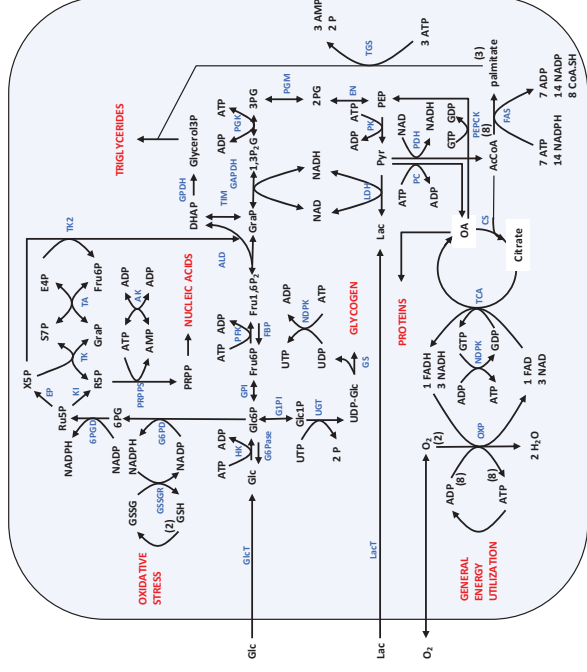 X5P
S7P
E4P
EP
TK
TA
TK2
Ru5P
KI
R5P
GraP
Fru6P
NADPH
6PGD
NADP
6PG
ATP
ADP
AK
AMP
ADP
PRPPS
PRPP
NUCLEIC ACIDS
NADPH
G6PD
NADP
GSSG
GSSGR
GSH
(2)
OXIDATIVE
STRESS
TRIGLYCERIDES
DHAP
GPDH
Glycerol3P
TIM
ALD
3 AMP
2 P
TGS
3 ATP
Glc
GlcT
Glc
ATP
HK
ADP
G6Pase
Glc6P
GPI
Fru6P
ATP
PFK
ADP
FBP
Fru1,6P2
GraP
GAPDH
1,3P2G
ADP
PGK
ATP
3PG
PGM
2PG
EN
PEP
G1PI
Glc1P
UTP
UGT
2 P
UDP-Glc
GS
GLYCOGEN
UTP
NDPK
ADP
UDP
ATP
NADH
NAD
LDH
Lac
LacT
Lac
Pyr
ADP
PK
ATP
ATP
PC
ADP
NAD
PDH
NADH
PROTEINS
OA
GTP
GDP
PEPCK
(8)
AcCoA
CS
Citrate
(3)
palmitate
FAS
7 ATP
14 NADPH
7 ADP
14 NADP
8 CoA.SH
TCA
GTP
NDPK
GDP
ADP
ATP
1 FADH
3 NADH
1 FAD
3 NAD
O2
O2
(2)
OXP
2 H2O
ADP
(8)
(8)
ATP
GENERAL
ENERGY
UTILIZATION